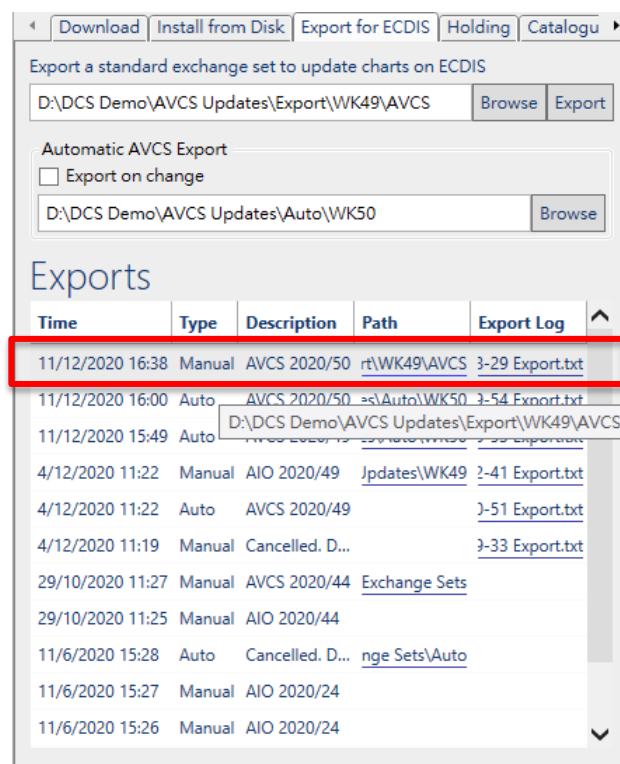 Download Install from Disk Export for ECDIS Holding Catalogu
Export a standard exchange set to update charts on ECDIS
D:\DCS Demo\AVCS Updates\Export\WK49\AVCS Browse Export
Automatic AVCS Export
Export on change
D:\DCS Demo\AVCS Updates\Auto\WK50 Browse
Exports
Time Type Description Path Export Log
11/12/2020 16:38 Manual AVCS 2020/50 rt\WK49\AVCS 3-29 Export.txt
11/12/2020 16:00 Auto AVCS 2020/50 es\Auto\WK50 9-54 Export.txt
D:\DCS Demo\AVCS Updates\Export\WK49\AVCS
11/12/2020 15:49 Auto
4/12/2020 11:22 Manual AIO 2020/49 Jpdates\WK49 2-41 Export.txt
4/12/2020 11:22 Auto AVCS 2020/49 0-51 Export.txt
4/12/2020 11:19 Manual Cancelled. D... 9-33 Export.txt
29/10/2020 11:27 Manual AVCS 2020/44 Exchange Sets
29/10/2020 11:25 Manual AIO 2020/44
11/6/2020 15:28 Auto Cancelled. D... nge Sets\Auto
11/6/2020 15:27 Manual AIO 2020/24
11/6/2020 15:26 Manual AIO 2020/24